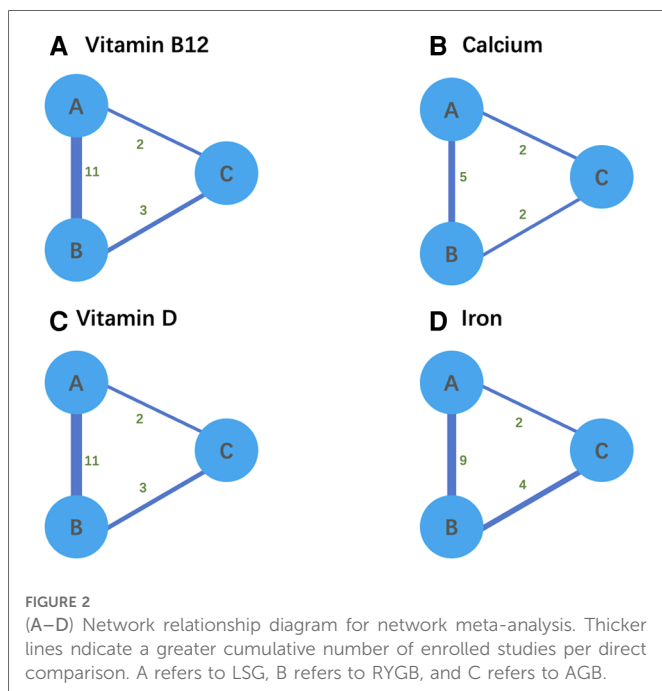 A Vitamin B12
A
2
11
C
3
B
B Calcium
A
2
5
C
2
B
C Vitamin D
A
2
11
C
3
B
D Iron
A
2
9
C
4
B
FIGURE 2
(A–D) Network relationship diagram for network meta-analysis. Thicker
lines ndicate a greater cumulative number of enrolled studies per direct
comparison. A refers to LSG, B refers to RYGB, and C refers to AGB.